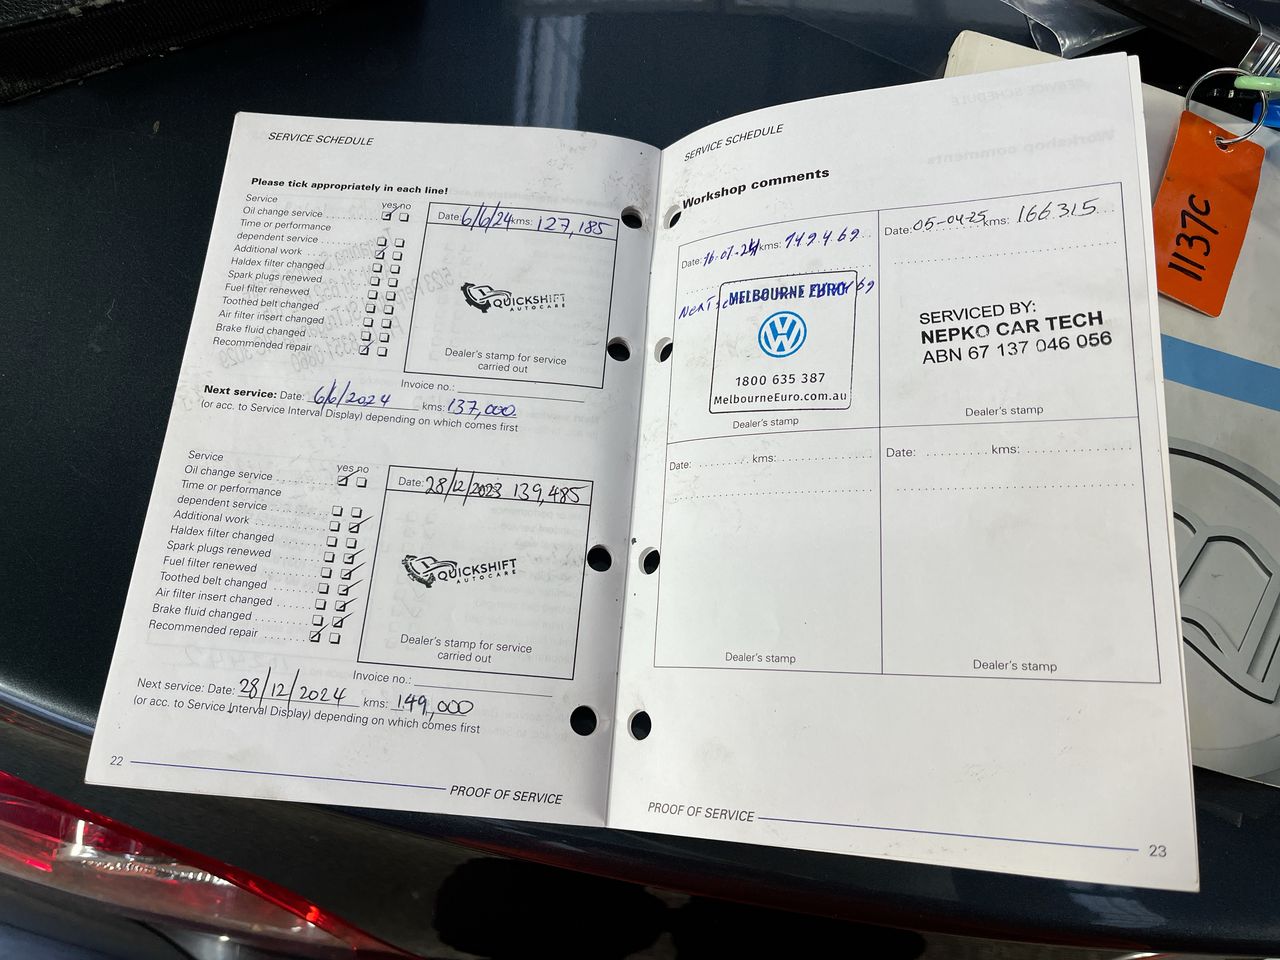 SERVICE SCHEDULE
Please tick appropriately in each line!
Service
yes no
Oil change service
Time or performance
dependent service
Additional work
Haldex filter changed
Spark plugs renewed
Fuel filter renewed
Toothed belt changed
Air filter insert changed
Brake fluid changed
Recommended repair
Date: 6/6/24 kms: 127,185
QUICKSHIFT
AUTOCARE
Dealer's stamp for service
carried out
Invoice no.:
Next service: Date: 6/6/2024 kms: 137,000
(or acc. to Service Interval Display) depending on which comes first
Service
yes no
Oil change service
Time or performance
dependent service
Additional work
Haldex filter changed
Spark plugs renewed
Fuel filter renewed
Toothed belt changed
Air filter insert changed
Brake fluid changed
Recommended repair
Date: 28/12/2023 139,485
QUICKSHIFT
AUTOCARE
Dealer's stamp for service
carried out
Invoice no.:
Next service: Date: 28/12/2024 kms: 149,000
(or acc. to Service Interval Display) depending on which comes first
22
PROOF OF SERVICE
SERVICE SCHEDULE
Workshop comments
Date: 16-07-24 kms: 149469
MELBOURNE EURO
1800 635 387
MelbourneEuro.com.au
Dealer's stamp
Date: 05-04-25 kms: 166.315
SERVICED BY:
NEPKO CAR TECH
ABN 67 137 046 056
Dealer's stamp
Date: kms:
Dealer's stamp
Date: kms:
Dealer's stamp
PROOF OF SERVICE
23
1137C